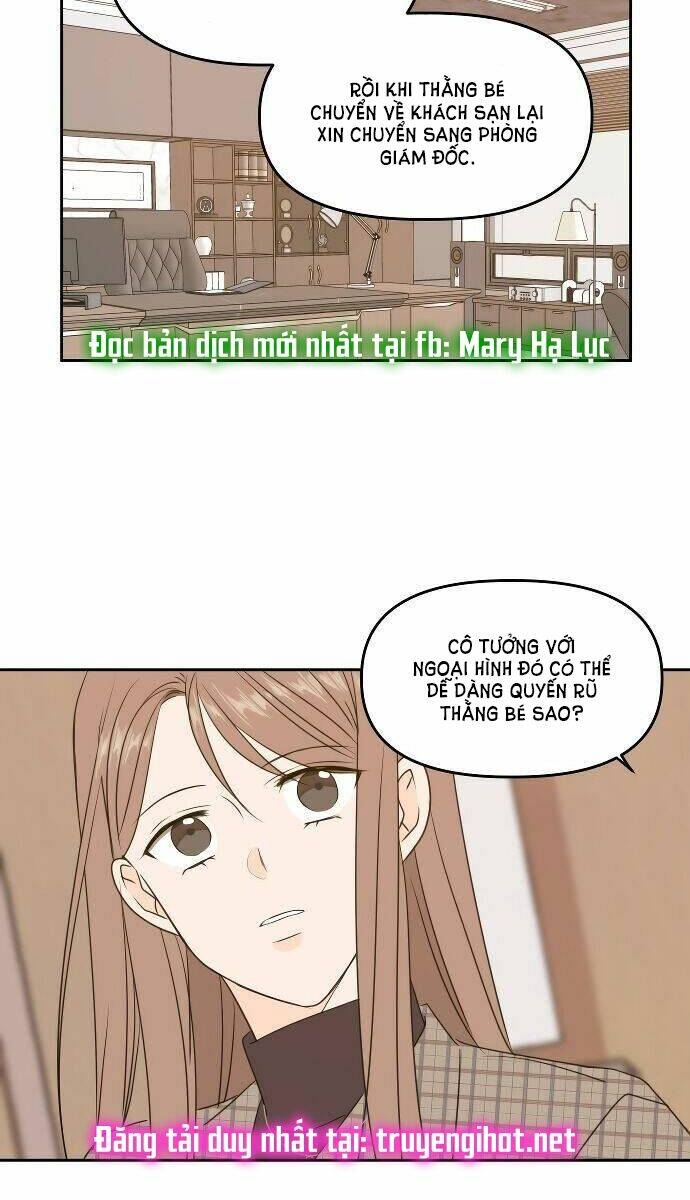 RỒI KHI THẰNG BÉ
CHUYỂN VỀ KHÁCH SẠN LẠI
XIN CHUYỂN SANG PHÒNG
GIÁM ĐỐC.
Đọc bản dịch mới nhất tại fb: Mary Hạ Lục
CÔ TƯỞNG VỚI
NGOẠI HÌNH ĐÓ CÓ THỂ
DỄ DÀNG QUYẾN RŨ
THẰNG BÉ SAO?
Đăng tải duy nhất tại: truyengihot.net